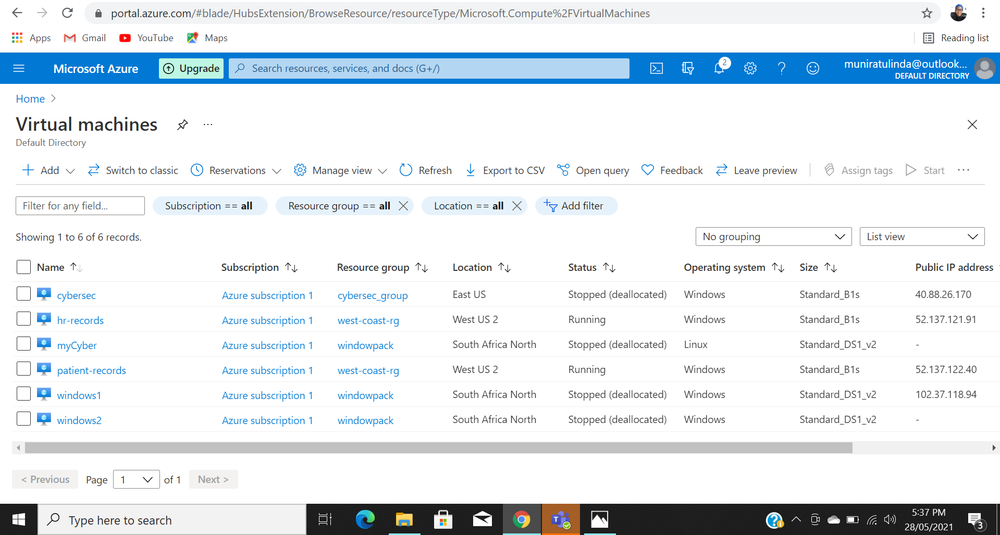 portal.azure.com/#blade/HubsExtension/BrowseResource/resourceType/Microsoft.Compute%2FVirtualMachines
Apps Gmail YouTube Maps Reading list
Microsoft Azure Upgrade Search resources, services, and docs (G+/) 2 muniratulinda@outlook...
DEFAULT DIRECTORY
Home >
Virtual machines ...
Default Directory
Add Switch to classic Reservations Manage view Refresh Export to CSV Open query Feedback Leave preview Assign tags Start ...
Filter for any field... Subscription == all Resource group == all Location == all Add filter
Showing 1 to 6 of 6 records. No grouping List view
Name Subscription Resource group Location Status Operating system Size Public IP address
cybersec Azure subscription 1 cybersec_group East US Stopped (deallocated) Windows Standard_B1s 40.88.26.170
hr-records Azure subscription 1 west-coast-rg West US 2 Running Windows Standard_B1s 52.137.121.91
myCyber Azure subscription 1 windowpack South Africa North Stopped (deallocated) Linux Standard_DS1_v2 -
patient-records Azure subscription 1 west-coast-rg West US 2 Running Windows Standard_B1s 52.137.122.40
windows1 Azure subscription 1 windowpack South Africa North Stopped (deallocated) Windows Standard_DS1_v2 102.37.118.94
windows2 Azure subscription 1 windowpack South Africa North Stopped (deallocated) Windows Standard_DS1_v2 -
< Previous Page 1 of 1 Next >
Type here to search 5:37 PM
28/05/2021 3